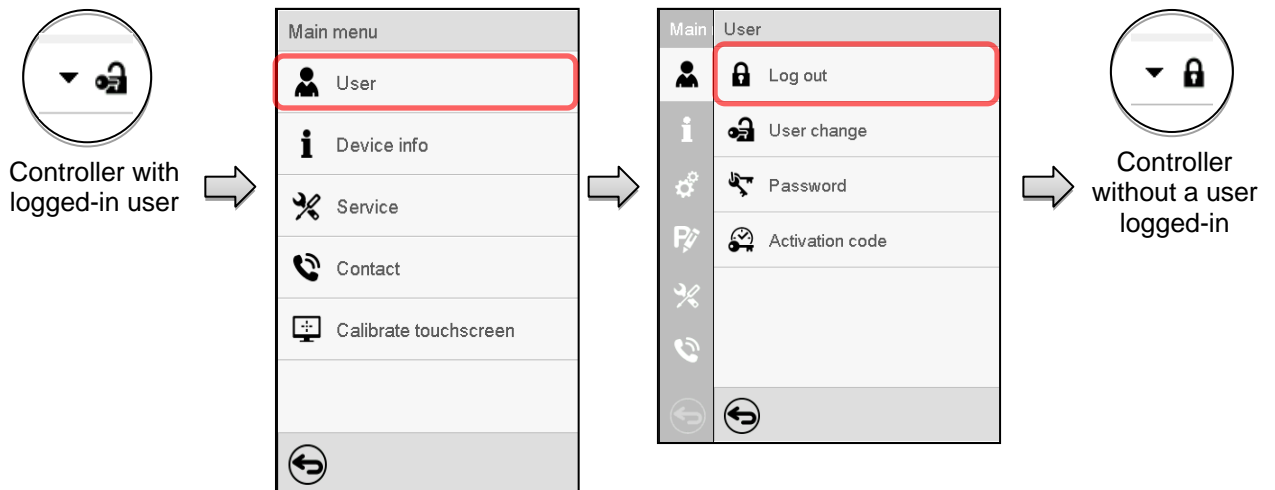 Controller with
logged-in user
Main menu
User
Device info
Service
Contact
Calibrate touchscreen
Main
User
Log out
User change
Password
Activation code
Controller
without a user
logged-in